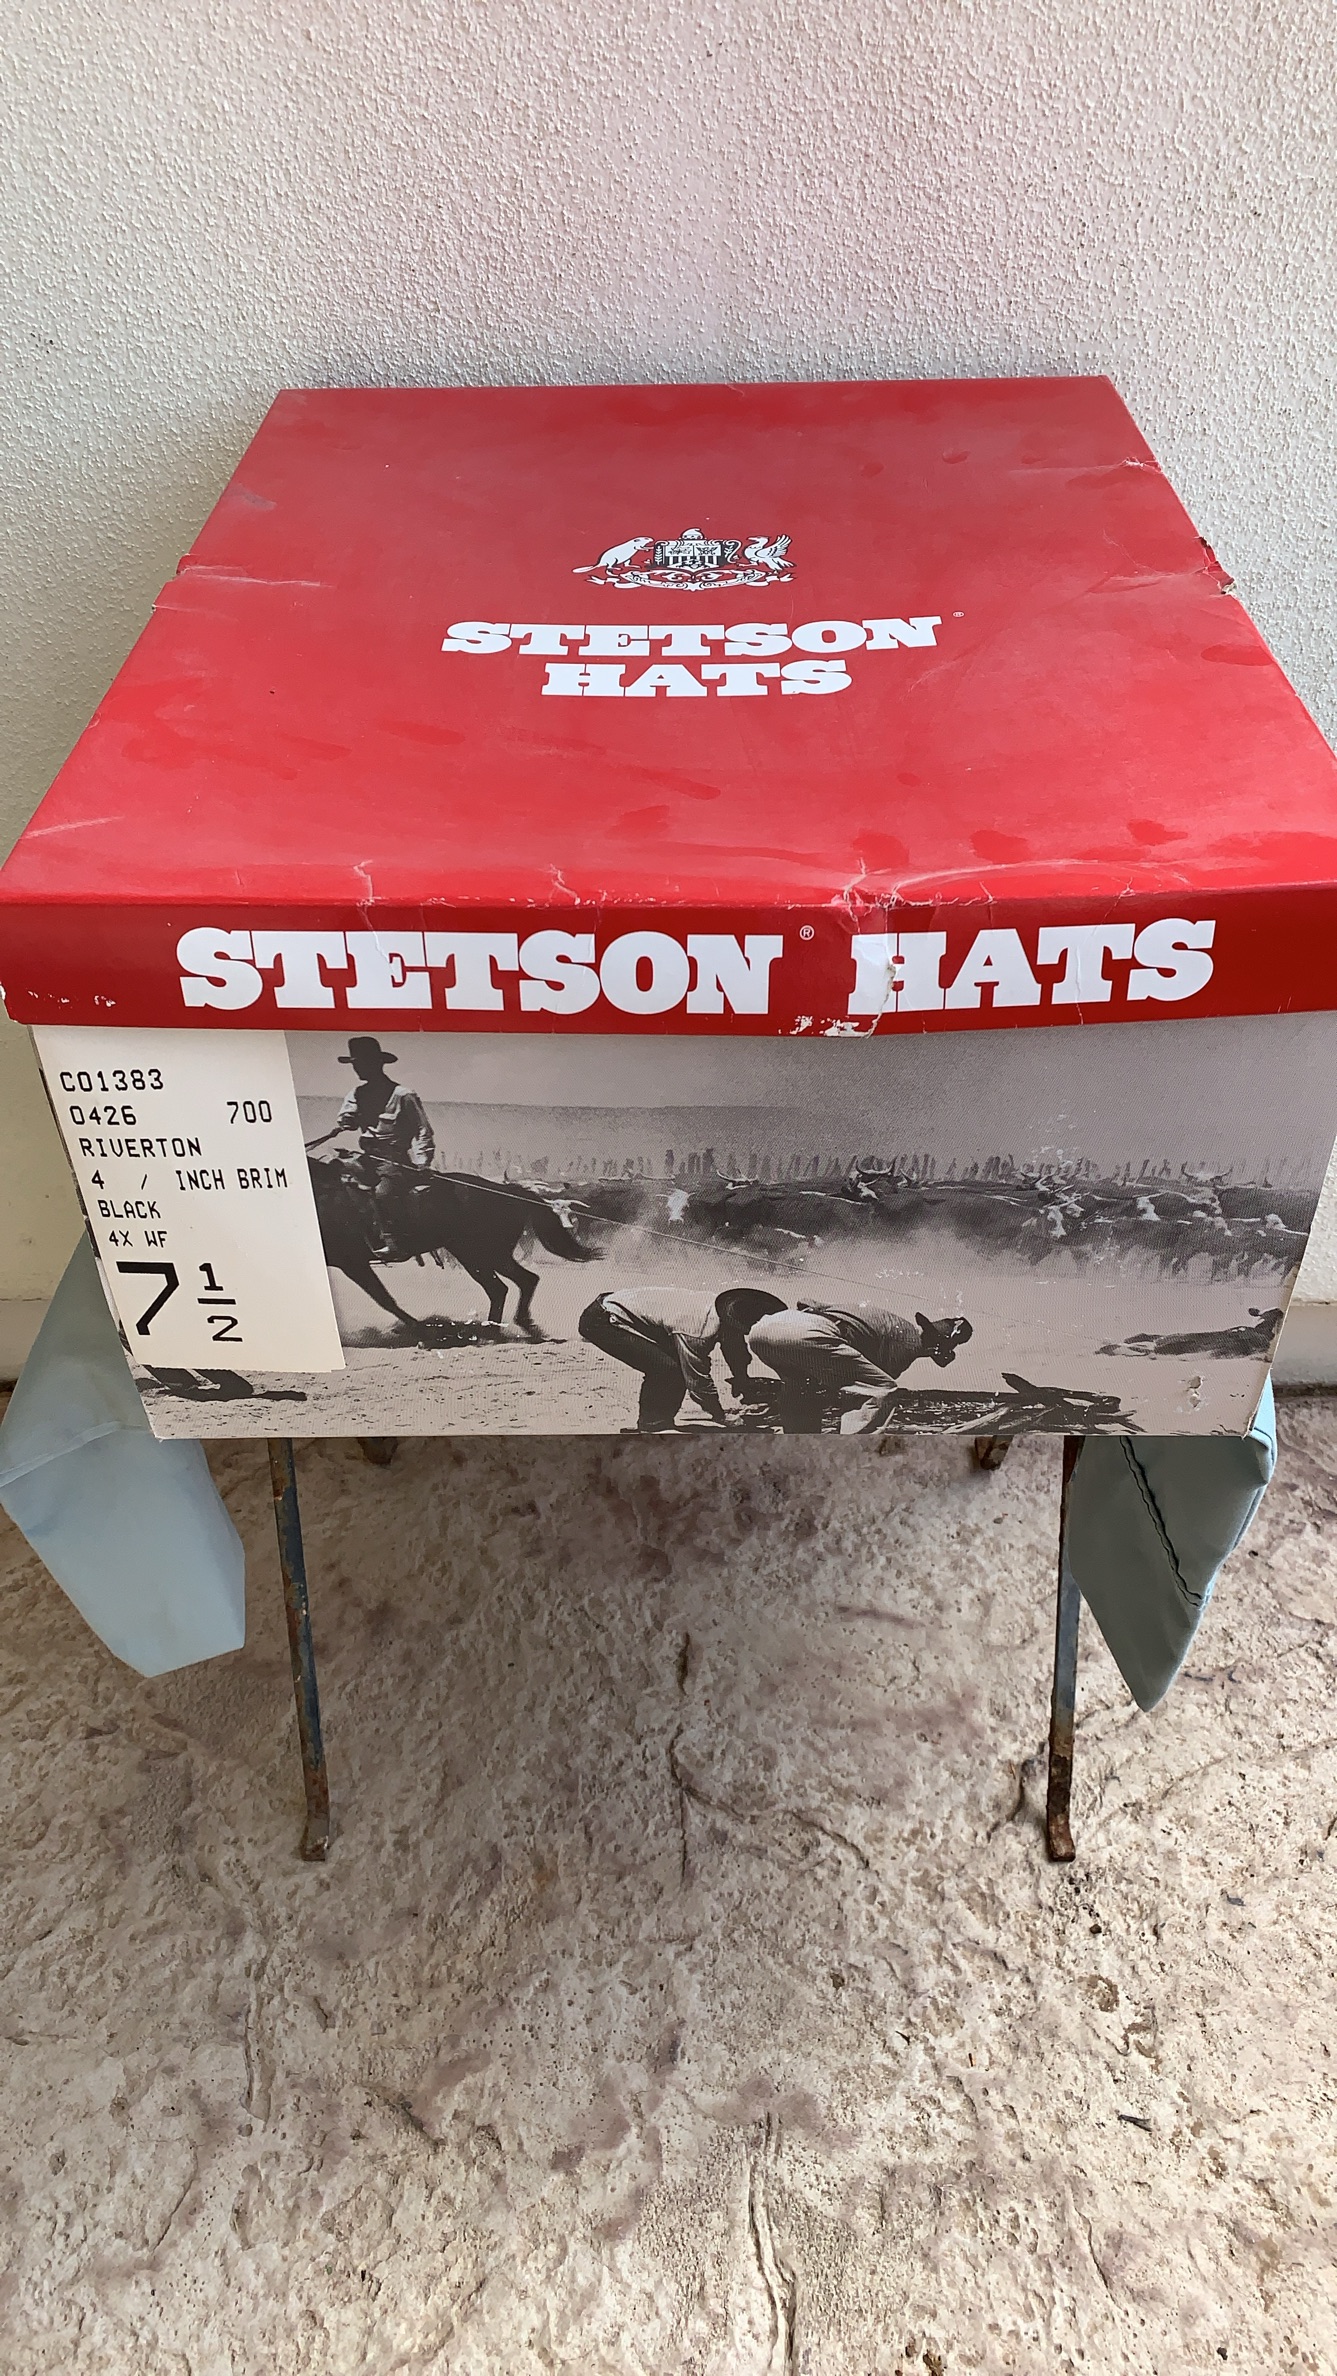 STETSON®
HATS
STETSON® HATS
C01383
0426 700
RIVERTON
4 / INCH BRIM
BLACK
4X WF
7 1/2